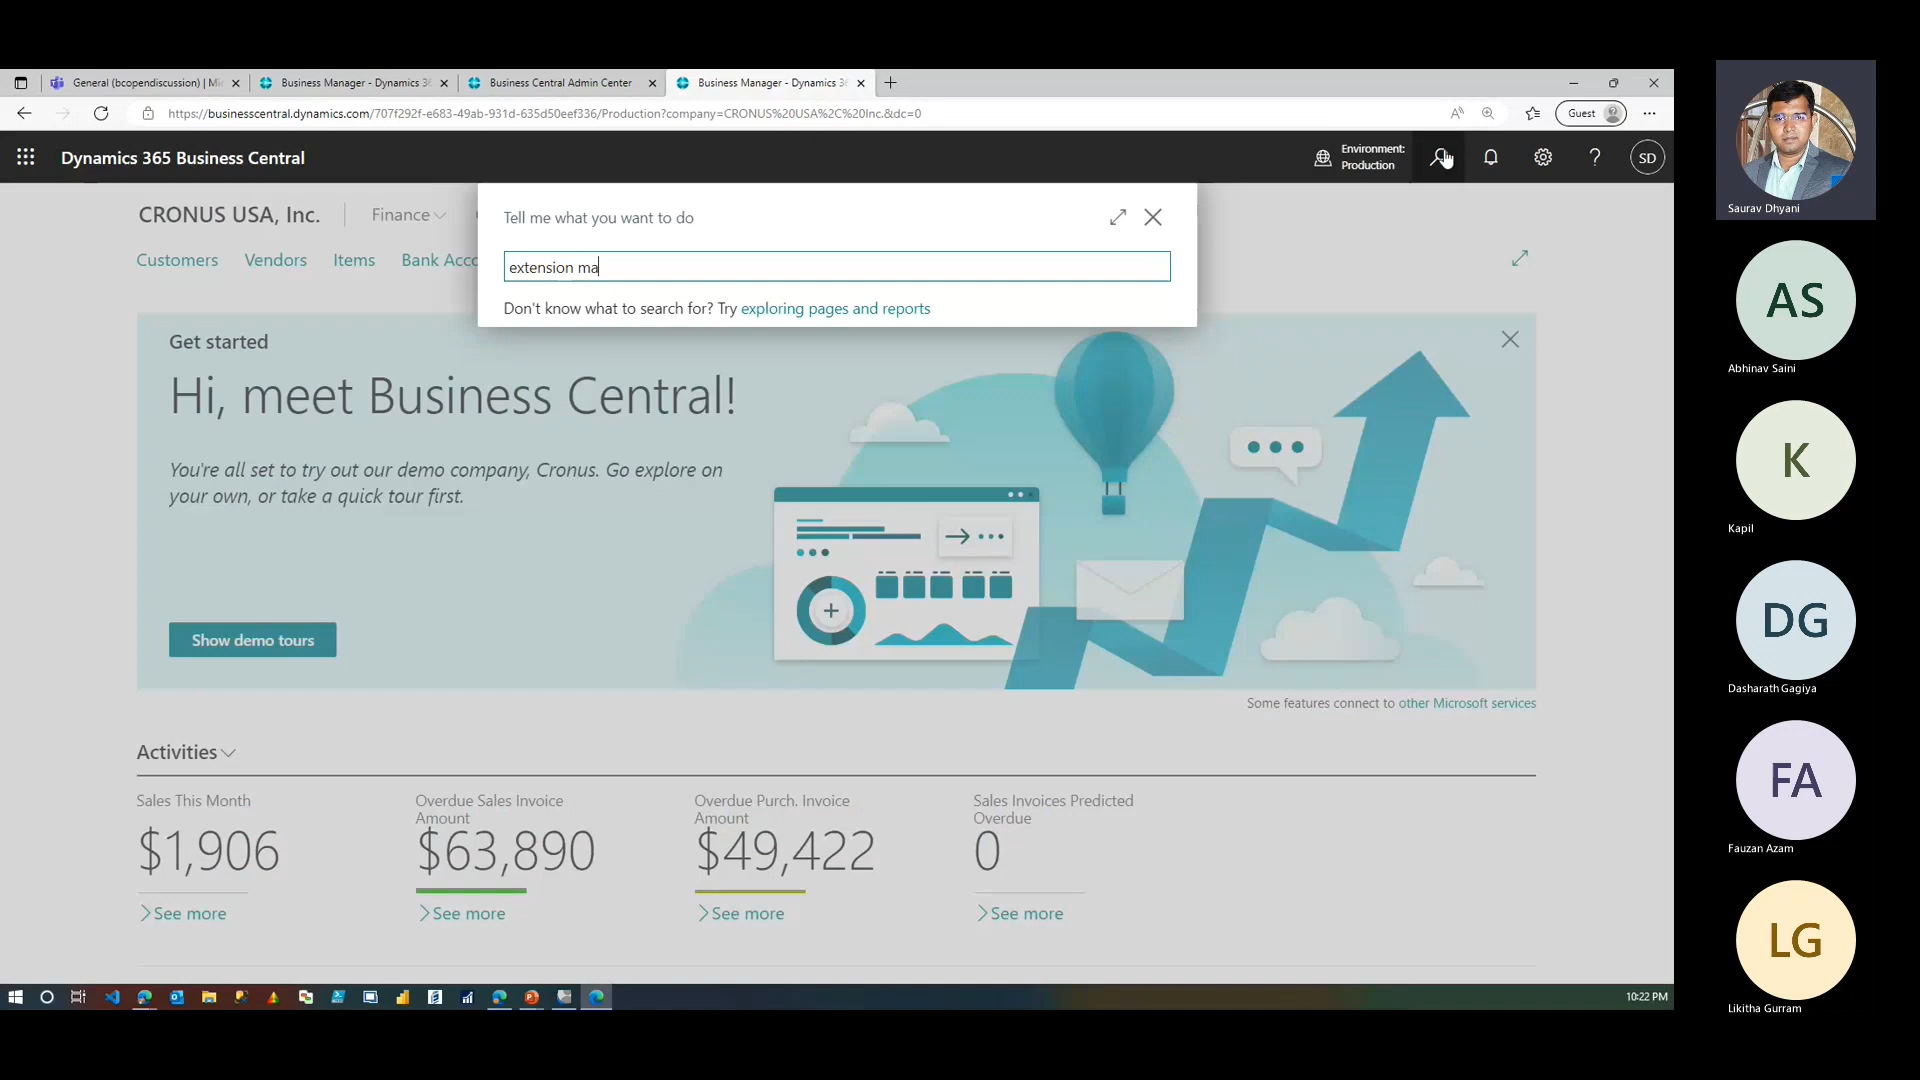 General (bcopendiscussion) | Mi
Business Manager - Dynamics 36
Business Central Admin Center
Business Manager - Dynamics 36
https://businesscentral.dynamics.com/707f292f-e683-49ab-931d-635d50eef336/Production?company=CRONUS%20USA%2C%20Inc.&dc=0
Guest
Dynamics 365 Business Central
Environment:
Production
SD
CRONUS USA, Inc.
Finance
Customers
Vendors
Items
Bank Acco
Tell me what you want to do
extension ma
Don't know what to search for? Try exploring pages and reports
Get started
Hi, meet Business Central!
You're all set to try out our demo company, Cronus. Go explore on
your own, or take a quick tour first.
Show demo tours
Some features connect to other Microsoft services
Activities
Sales This Month
$1,906
See more
Overdue Sales Invoice
Amount
$63,890
See more
Overdue Purch. Invoice
Amount
$49,422
See more
Sales Invoices Predicted
Overdue
0
See more
10:22 PM
Saurav Dhyani
AS
Abhinav Saini
K
Kapil
DG
Dasharath Gagiya
FA
Fauzan Azam
LG
Likitha Gurram